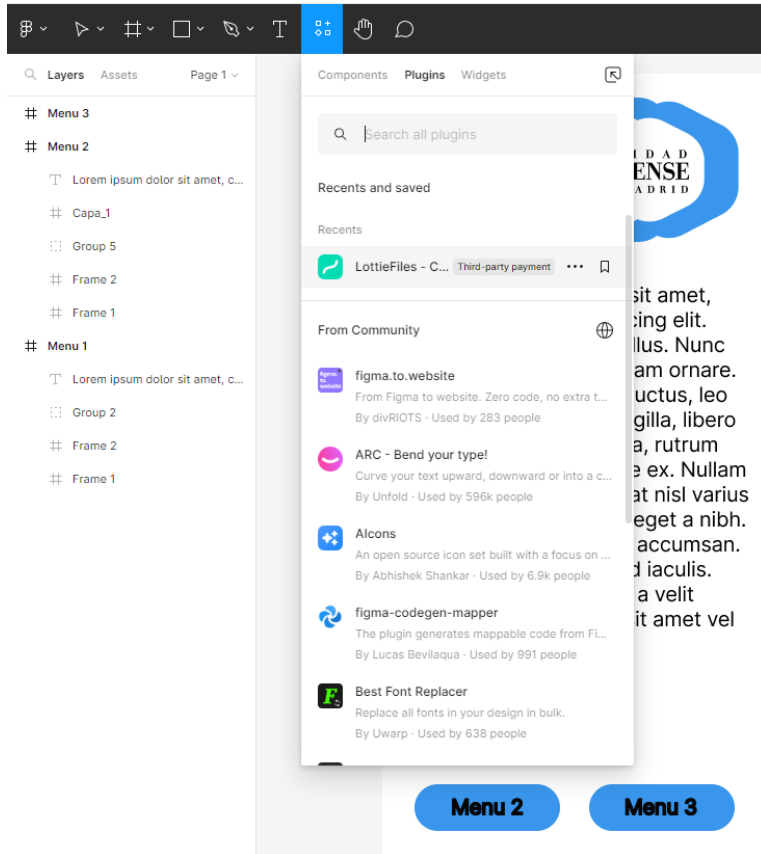 Layers Assets Page 1
Menu 3
Menu 2
Lorem ipsum dolor sit amet, c...
Capa_1
Group 5
Frame 2
Frame 1
Menu 1
Lorem ipsum dolor sit amet, c...
Group 2
Frame 2
Frame 1
Components Plugins Widgets
Search all plugins
Recents and saved
Recents
LottieFiles - C... Third-party payment
From Community
figma.to.website
figma.
to.
website
From Figma to website. Zero code, no extra t...
By divRIOTS · Used by 283 people
ARC - Bend your type!
Curve your text upward, downward or into a c...
By Unfold · Used by 596k people
AIcons
An open source icon set built with a focus on ...
By Abhishek Shankar · Used by 6.9k people
figma-codegen-mapper
The plugin generates mappable code from Fi...
By Lucas Bevilaqua · Used by 991 people
F
Best Font Replacer
Replace all fonts in your design in bulk.
By Uwarp · Used by 638 people
IDAD
ENSE
ADRID
sit amet,
cing elit.
llus. Nunc
am ornare.
uctus, leo
gilla, libero
a, rutrum
e ex. Nullam
at nisl varius
eget a nibh.
accumsan.
d iaculis.
a velit
sit amet vel
Menu 2
Menu 3